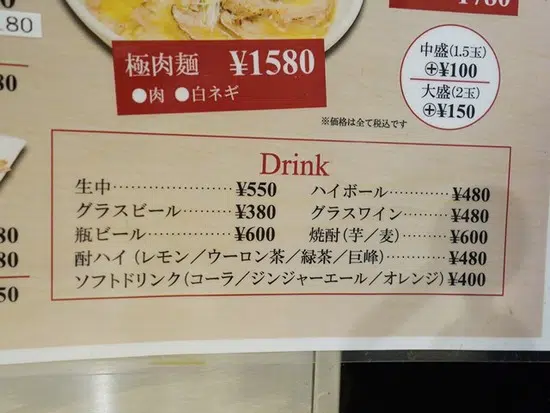 180
極肉麺 ¥1580
●肉 ●白ネギ
中盛(1.5玉)
⊕¥100
大盛(2玉)
⊕¥150
※価格は全て税込です
Drink
生中……………¥550
ハイボール…………¥480
グラスビール………¥380
グラスワイン………¥480
瓶ビール…………¥600
焼酎(芋/麦)………¥600
酎ハイ(レモン/ウーロン茶/緑茶/巨峰)…………¥480
ソフトドリンク(コーラ/ジンジャーエール/オレンジ)¥400